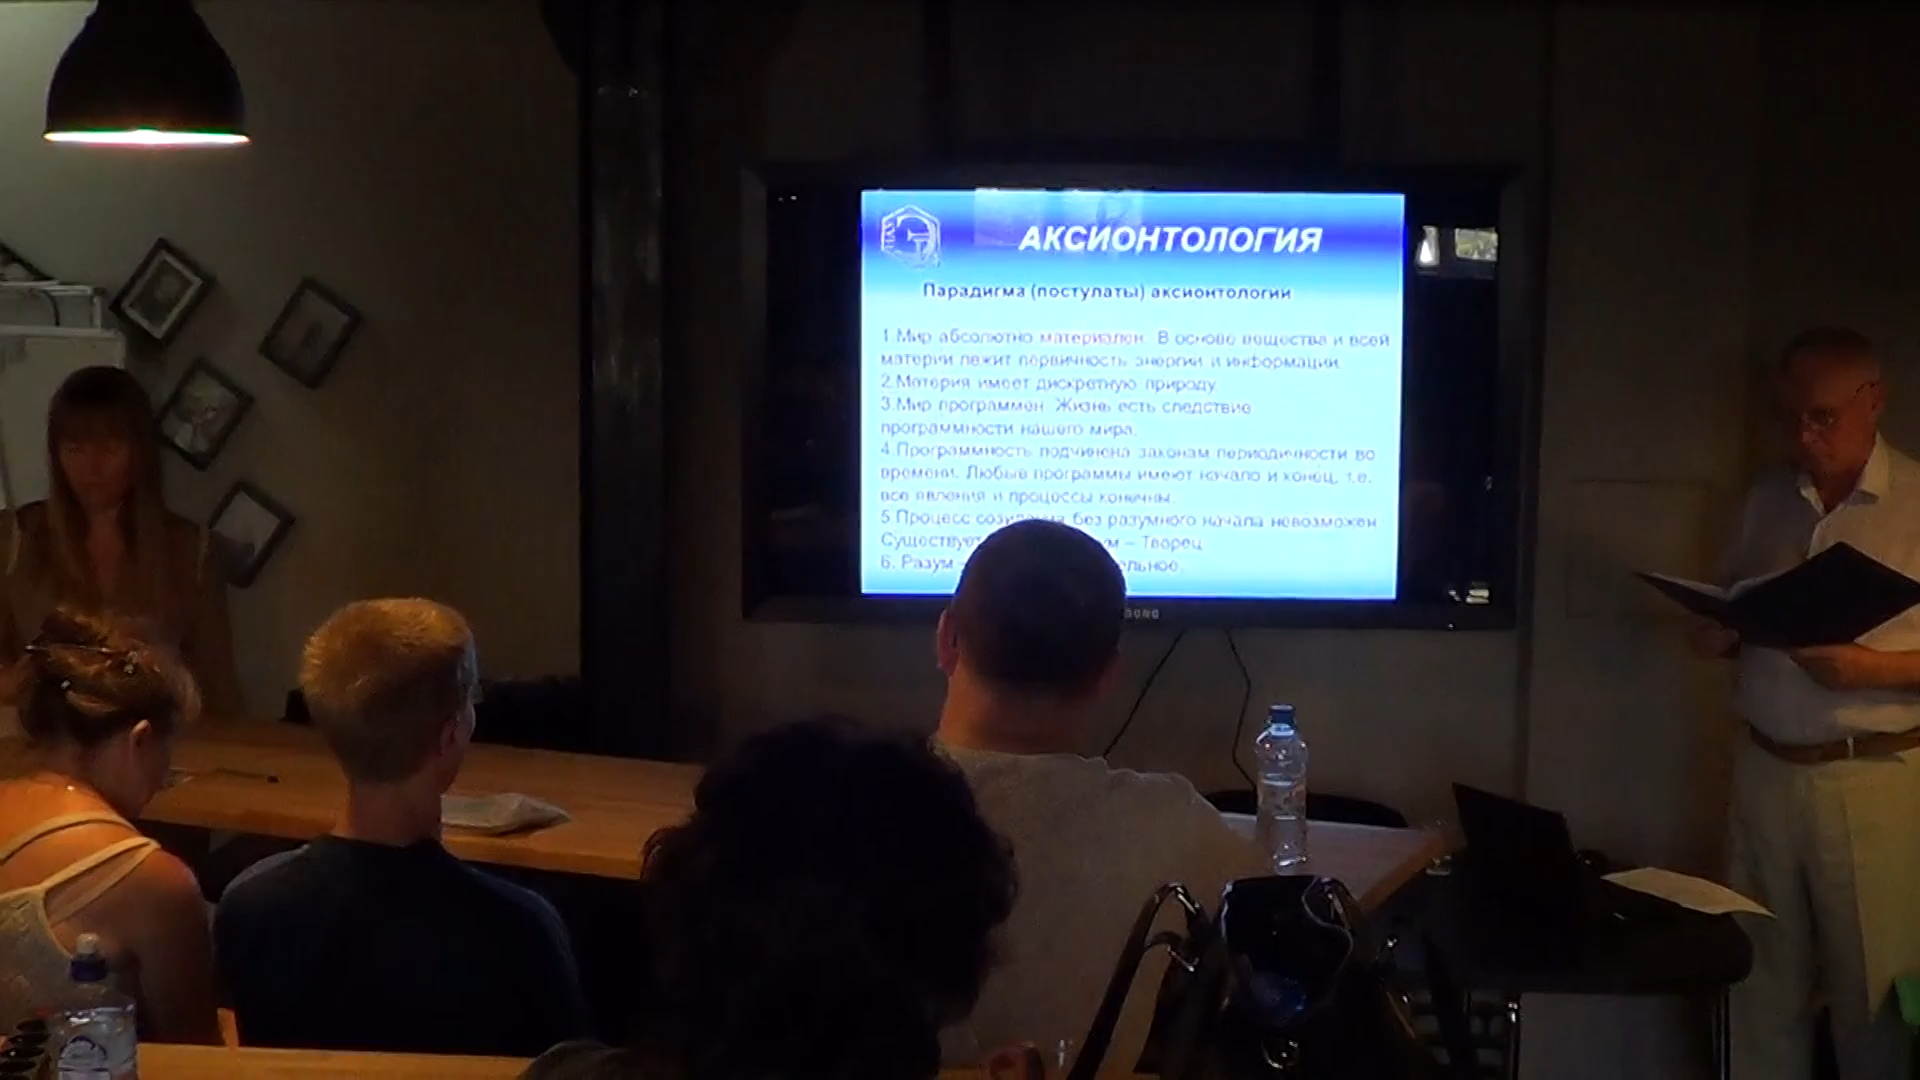 АКСИОНТОЛОГИЯ
Парадигма (постулаты) аксионтологии
1.Мир абсолютно материален. В основе вещества и всей
материи лежит первичность энергии и информации.
2.Материя имеет дискретную природу.
3.Мир программен. Жизнь есть следствие
программности нашего мира.
4.Программность подчинена законам периодичности во
времени. Любые программы имеют начало и конец, т.е.
все явления и процессы конечны.
5.Процесс созидания без разумного начала невозможен.
Существует – Творец
6. Разум –